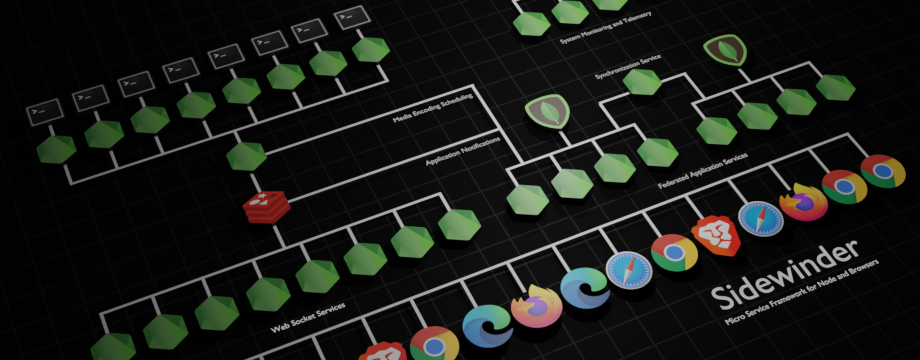 >_
>_
>_
>_
>_
>_
>_
>_
System Monitoring and Telemetry
Synchronization Service
Media Encoding Scheduling
Application Notifications
Federated Application Services
Web Socket Services
Sidewinder
Micro Service Framework for Node and Browsers